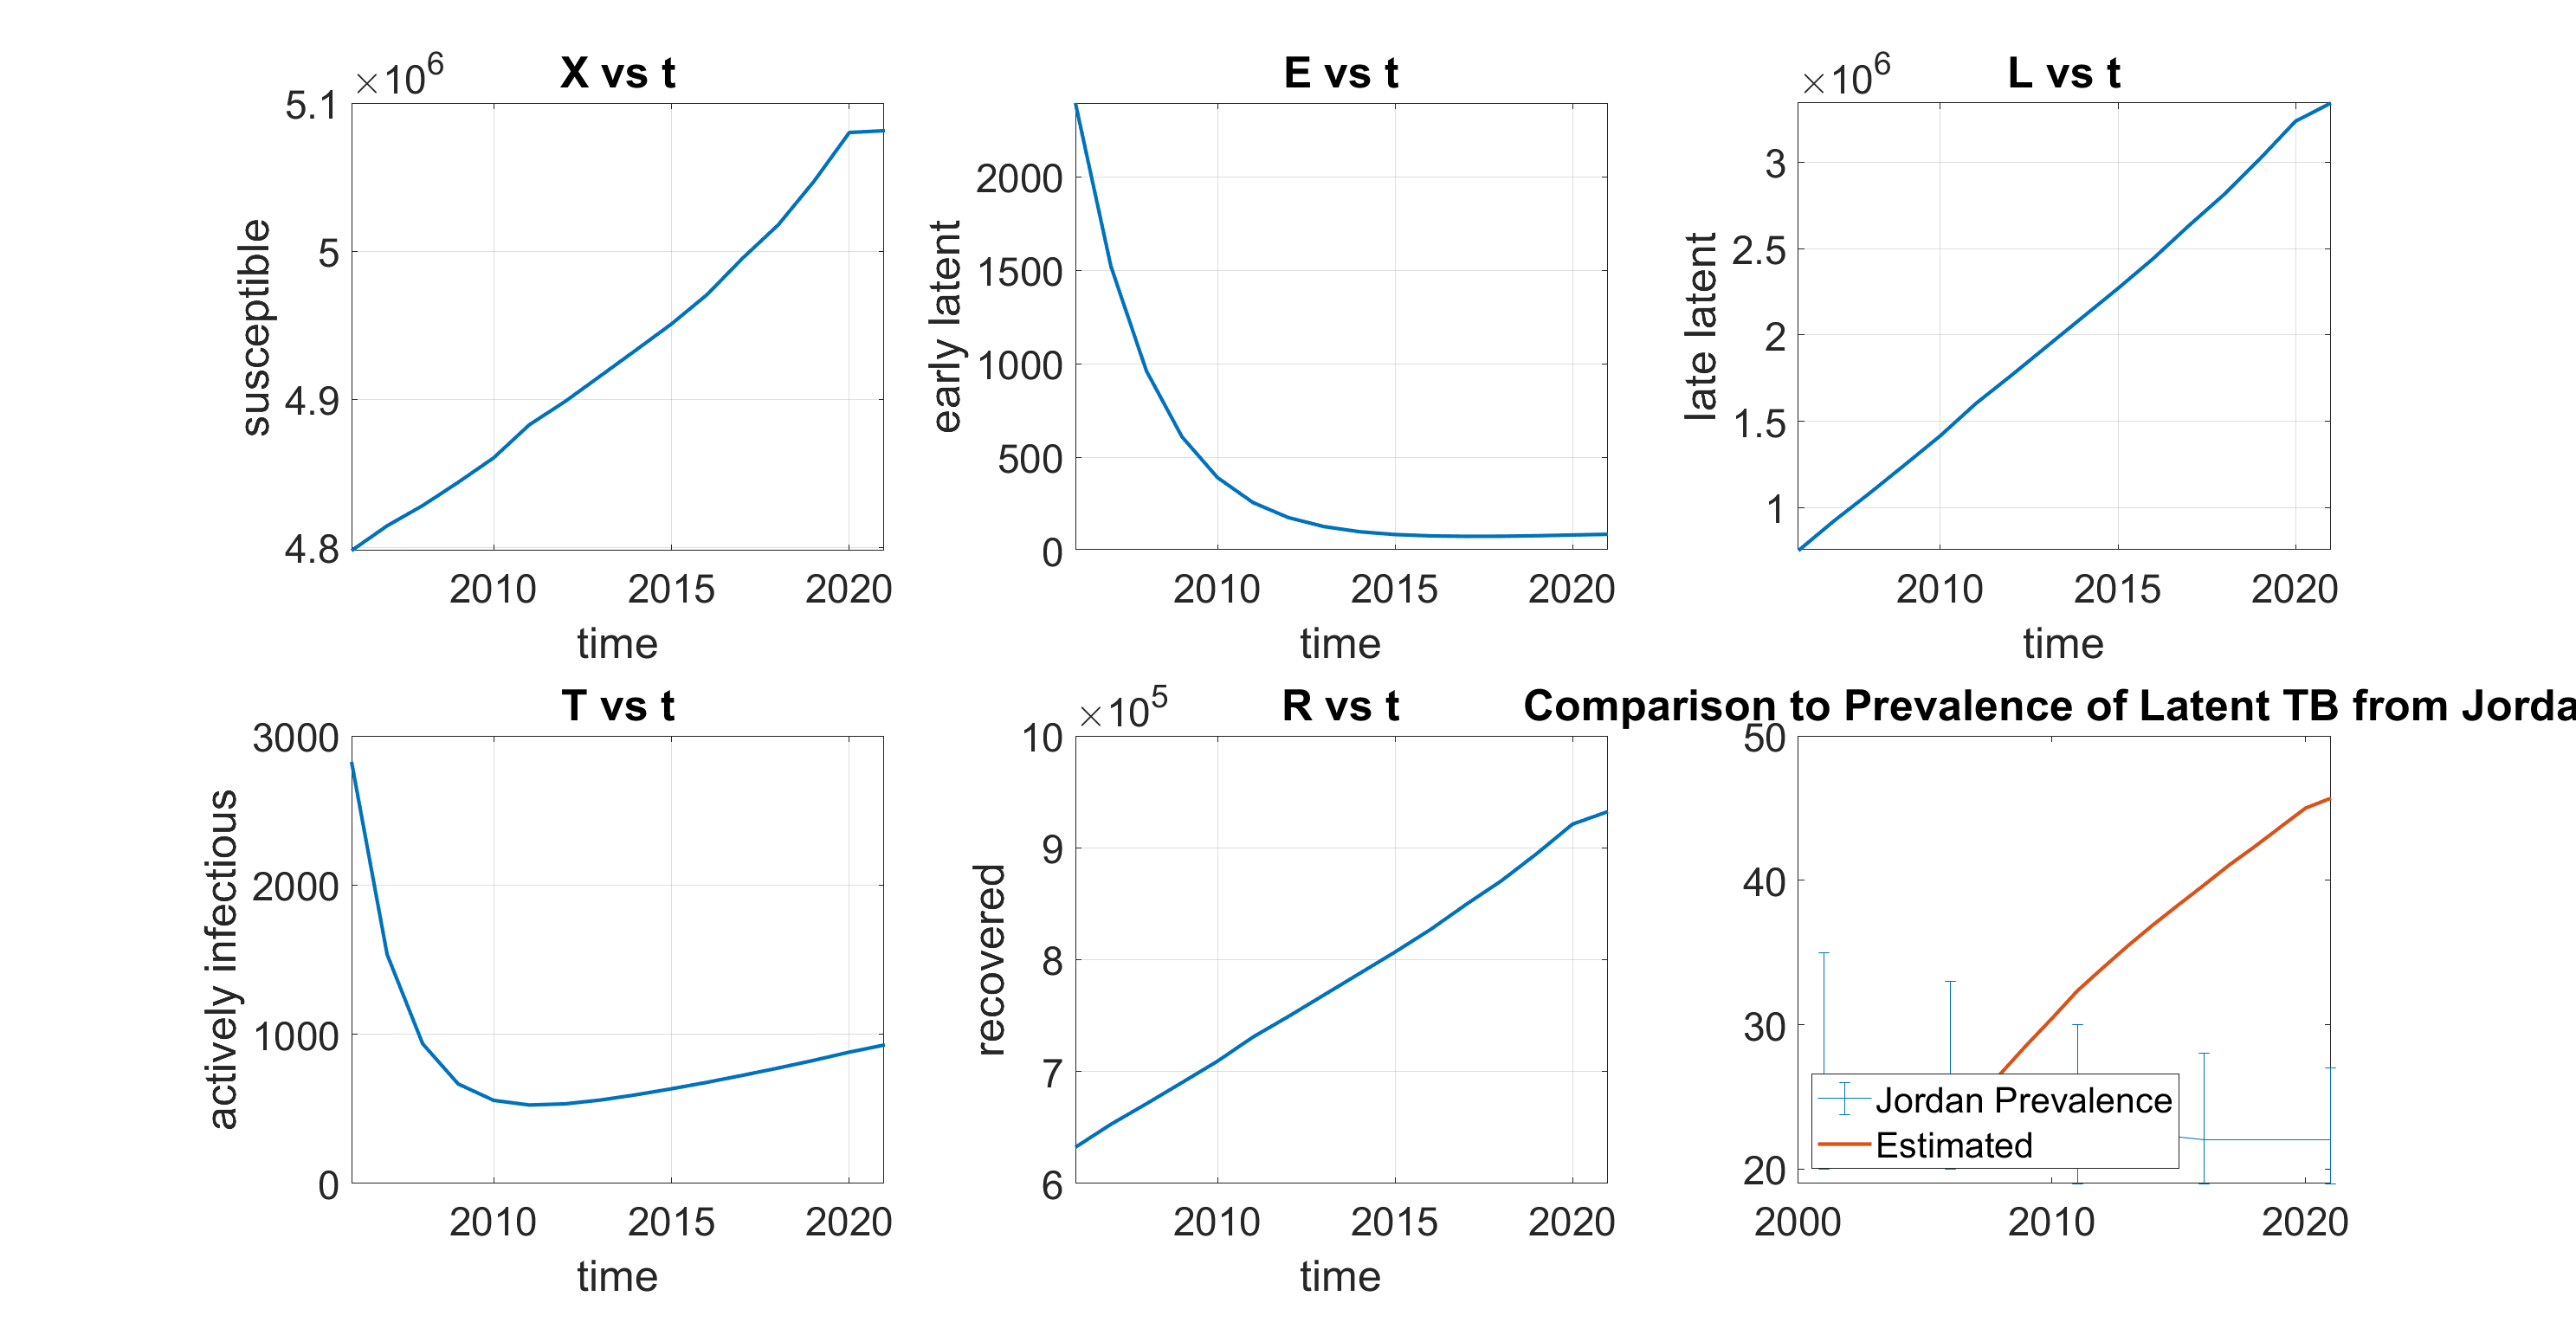 X vs t
×10^6
5.1
5
4.9
4.8
susceptible
2010 2015 2020
time
E vs t
2000
1500
1000
500
0
early latent
2010 2015 2020
time
L vs t
×10^6
3
2.5
2
1.5
1
late latent
2010 2015 2020
time
T vs t
3000
2000
1000
0
actively infectious
2010 2015 2020
time
R vs t
×10^5
10
9
8
7
6
recovered
2010 2015 2020
time
Comparison to Prevalence of Latent TB from Jorda
50
40
30
20
Jordan Prevalence
Estimated
2000 2010 2020